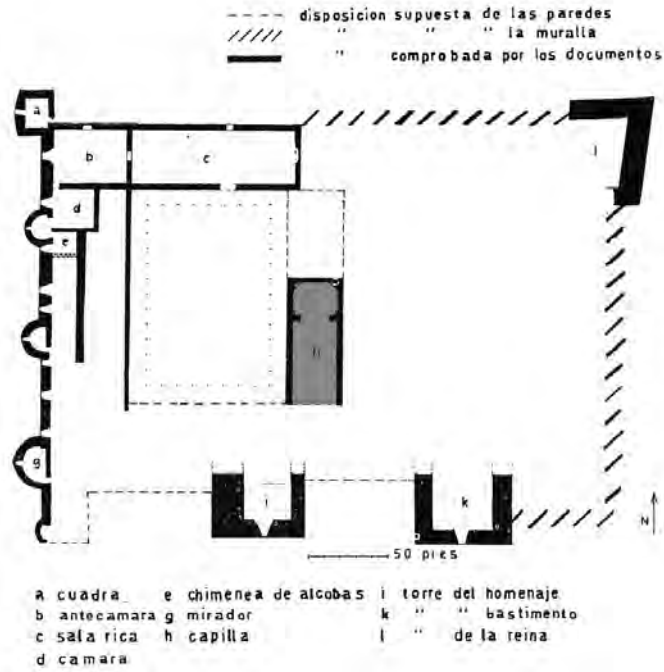 disposicion supuesta de las paredes
" " " la muralla
" comprobada por los documentos
a
b
c
l
d
e
h
g
i
k
N
50 pies
a cuadra e chimenea de alcobas i torre del homenaje
b antecamara g mirador k " " bastimento
c sala rica h capilla l " de la reina
d camara